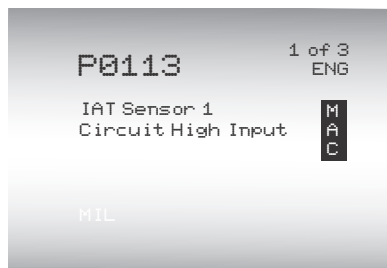 P0113
1 of 3
ENG
IAT Sensor 1
Circuit High Input
M
A
C
MIL